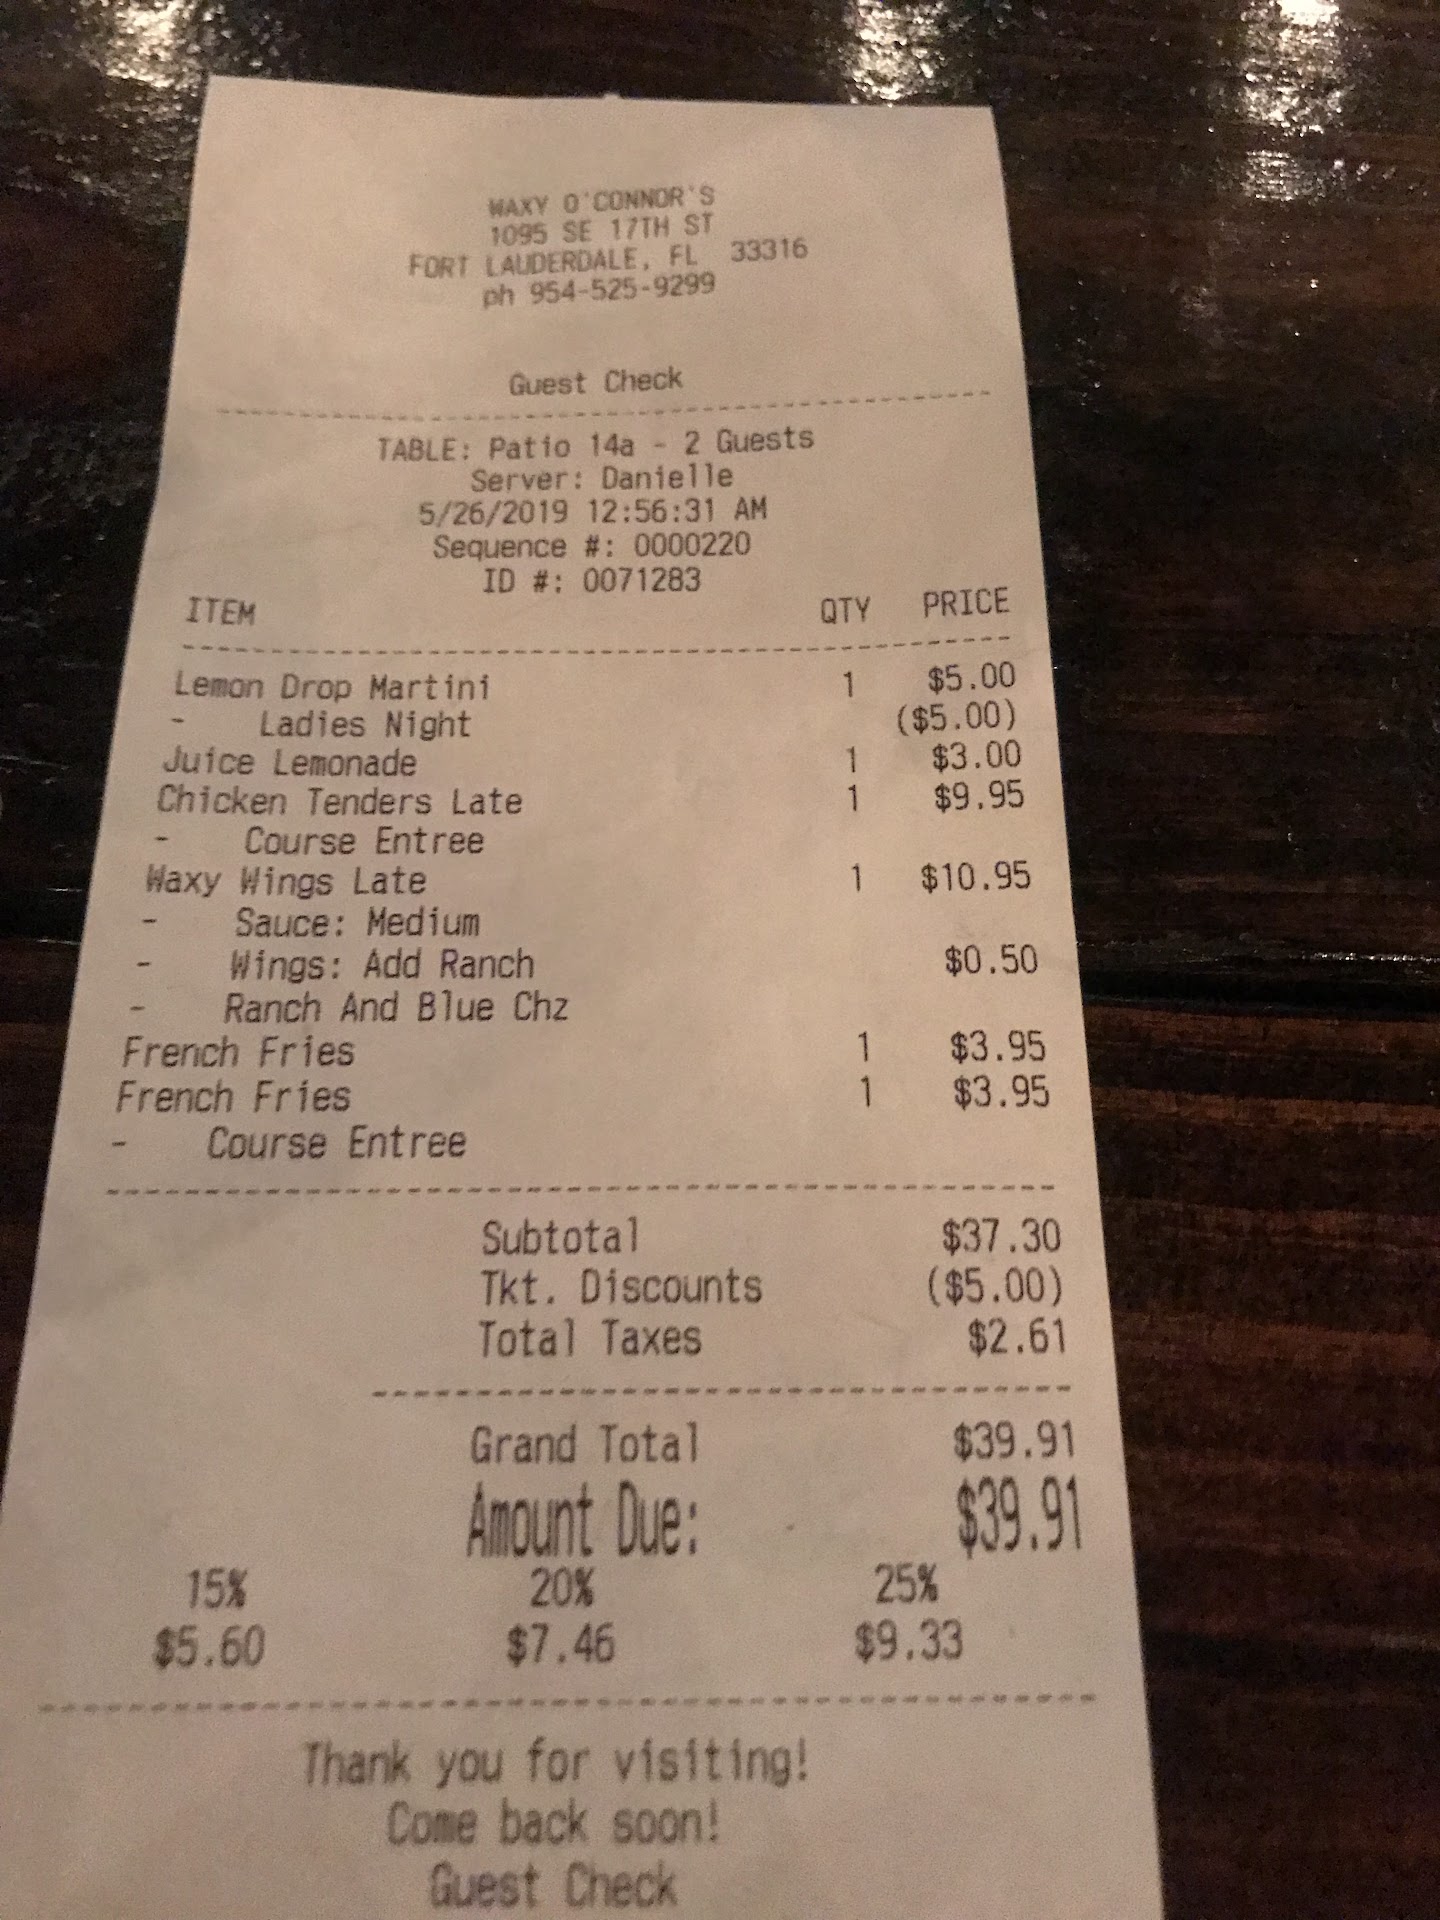 WAXY O'CONNOR'S
1095 SE 17TH ST
FORT LAUDERDALE, FL 33316
ph 954-525-9299
Guest Check
TABLE: Patio 14a - 2 Guests
Server: Danielle
5/26/2019 12:56:31 AM
Sequence #: 0000220
ID #: 0071283
ITEM QTY PRICE
Lemon Drop Martini 1 $5.00
- Ladies Night ($5.00)
Juice Lemonade 1 $3.00
Chicken Tenders Late 1 $9.95
- Course Entree
Waxy Wings Late 1 $10.95
- Sauce: Medium
- Wings: Add Ranch $0.50
- Ranch And Blue Chz
French Fries 1 $3.95
French Fries 1 $3.95
- Course Entree
Subtotal $37.30
Tkt. Discounts ($5.00)
Total Taxes $2.61
Grand Total $39.91
Amount Due: $39.91
15% 20% 25%
$5.60 $7.46 $9.33
Thank you for visiting!
Come back soon!
Guest Check